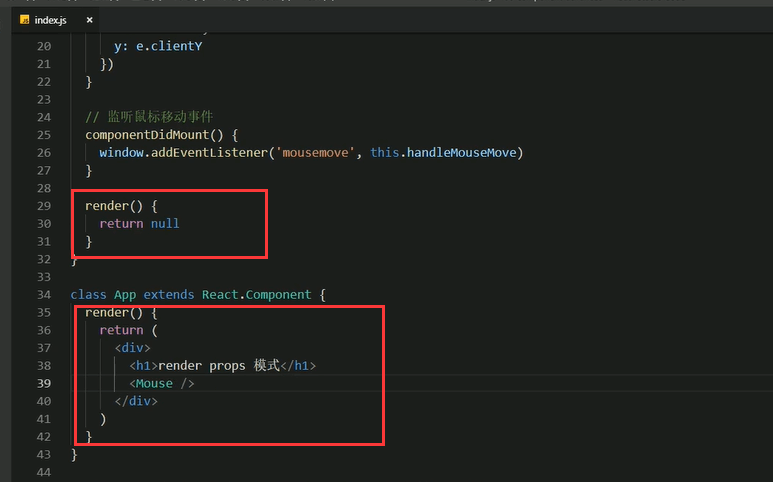 index.js ×
20 y: e.clientY
21 })
22 }
23
24 // 监听鼠标移动事件
25 componentDidMount() {
26 window.addEventListener('mousemove', this.handleMouseMove)
27 }
28
29 render() {
30 return null
31 }
32 }
33
34 class App extends React.Component {
35 render() {
36 return (
37 <div>
38 <h1>render props 模式</h1>
39 <Mouse />
40 </div>
41 )
42 }
43 }
44